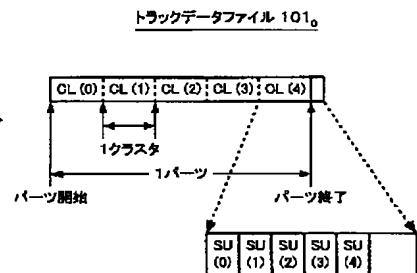 トラックデータファイル 101₀
CL(0) CL(1) CL(2) CL(3) CL(4)
1クラスタ
1パーツ
パーツ開始 パーツ終了
SU SU SU SU SU
(0) (1) (2) (3) (4)